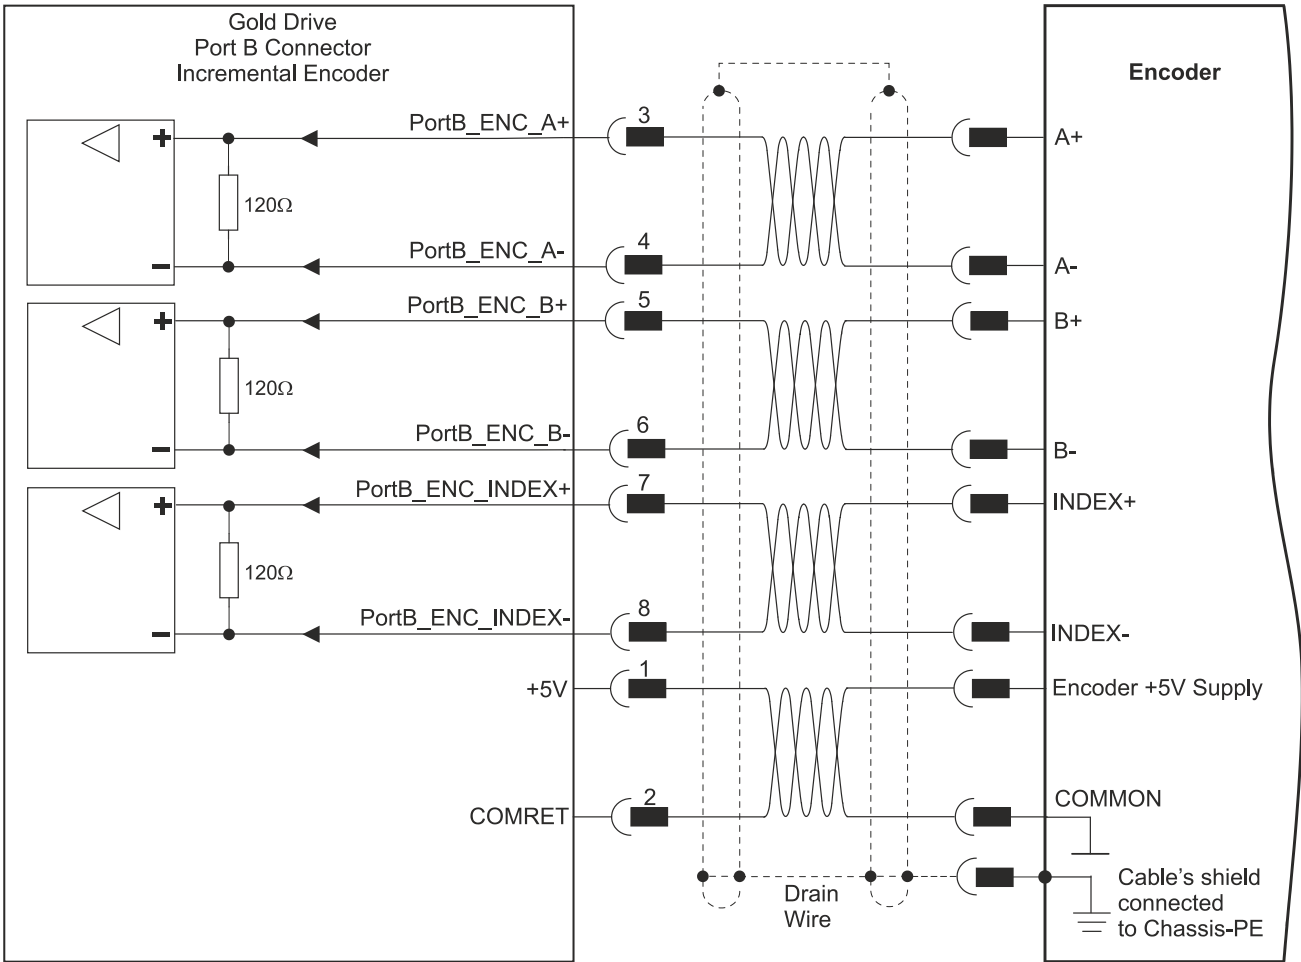 Gold Drive
Port B Connector
Incremental Encoder
Encoder
PortB_ENC_A+
3
A+
120Ω
PortB_ENC_A-
4
A-
PortB_ENC_B+
5
B+
120Ω
PortB_ENC_B-
6
B-
PortB_ENC_INDEX+
7
INDEX+
120Ω
PortB_ENC_INDEX-
8
INDEX-
+5V
1
Encoder +5V Supply
COMRET
2
COMMON
Drain
Wire
Cable's shield
connected
to Chassis-PE